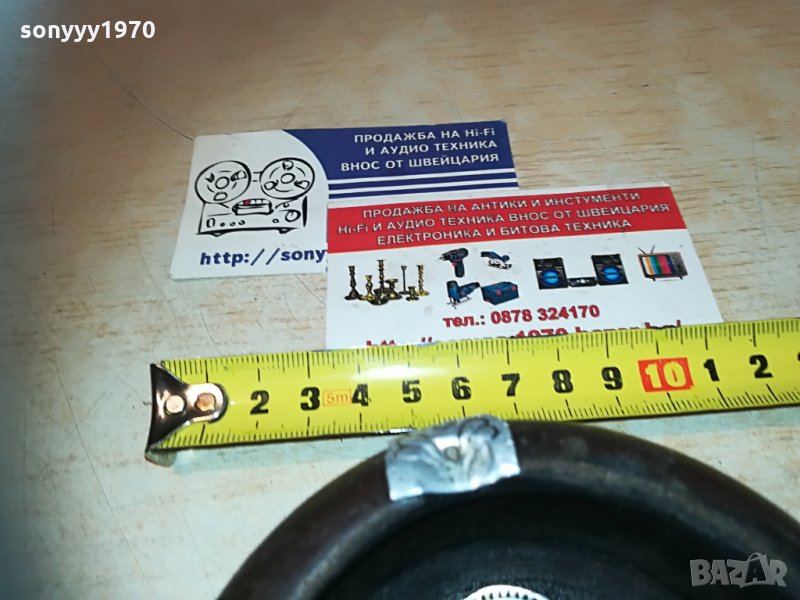 sonyyy1970
ПРОДАЖБА НА Hi-Fi
И АУДИО ТЕХНИКА
ВНОС ОТ ШВЕЙЦАРИЯ
http://sony
ПРОДАЖБА НА АНТИКИ И ИНСТУМЕНТИ
Hi-Fi И АУДИО ТЕХНИКА ВНОС ОТ ШВЕЙЦАРИЯ
ЕЛЕКТРОНИКА И БИТОВА ТЕХНИКА
тел.: 0878 324170
2 3 5m 4 5 6 7 8 9 10 1 2
BAZAR